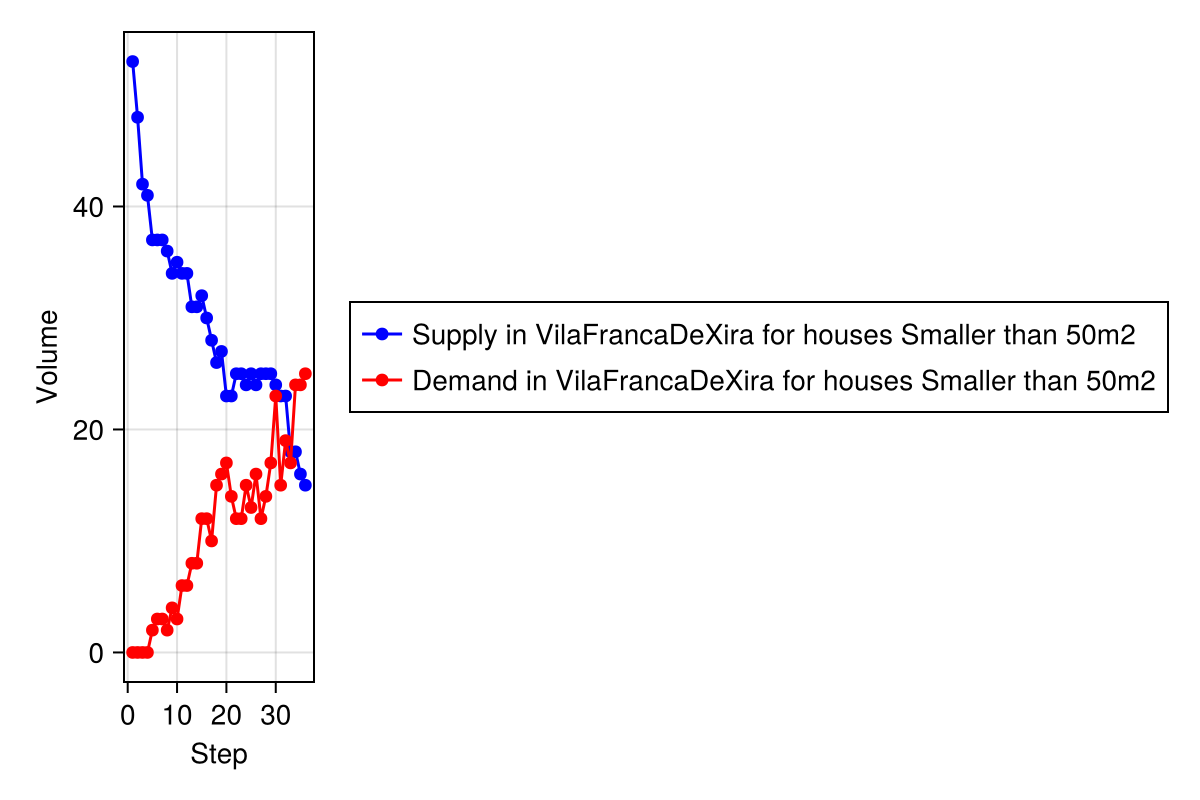 40
20
0
Volume
0 10 20 30
Step
Supply in VilaFrancaDeXira for houses Smaller than 50m2
Demand in VilaFrancaDeXira for houses Smaller than 50m2